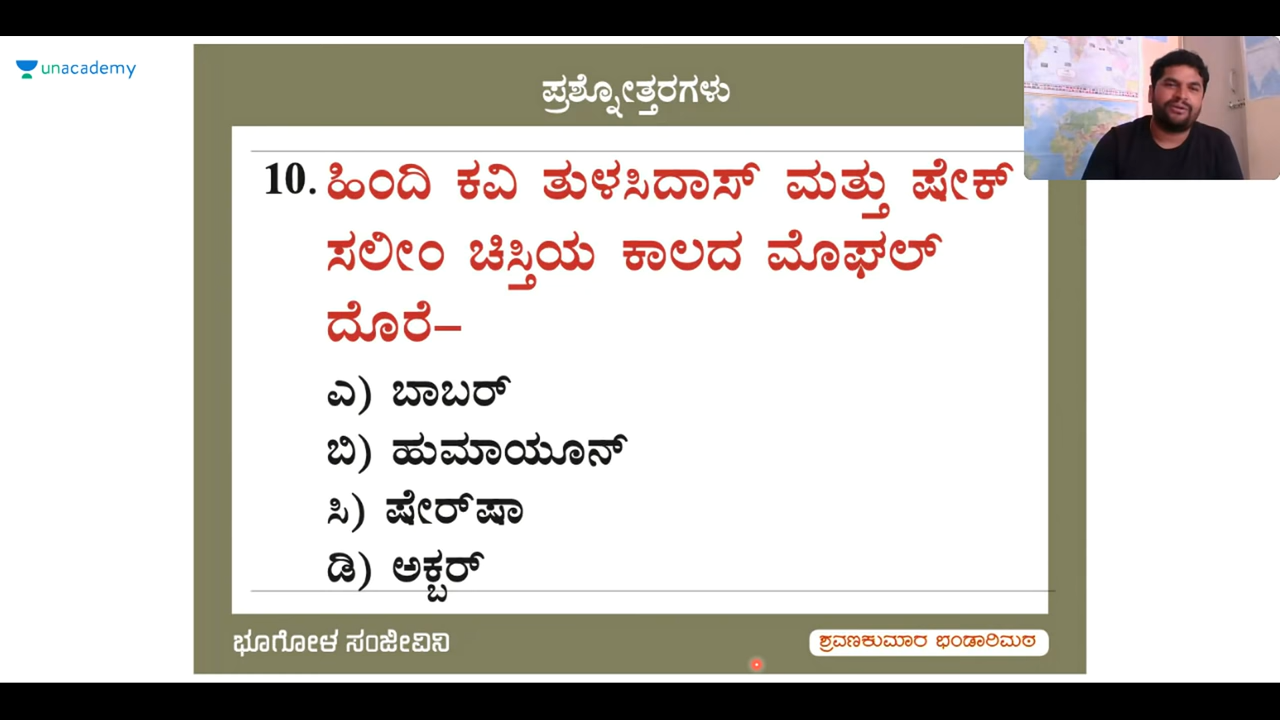 unacademy
ಪ್ರಶ್ನೋತ್ತರಗಳು
10. ಹಿಂದಿ ಕವಿ ತುಳಸಿದಾಸ್ ಮತ್ತು ಷೇಕ್
ಸಲೀಂ ಚಿಸ್ತಿಯ ಕಾಲದ ಮೊಘಲ್
ದೊರೆ–
ಎ) ಬಾಬರ್
ಬಿ) ಹುಮಾಯೂನ್
ಸಿ) ಷೇರ್‌ಷಾ
ಡಿ) ಅಕ್ಬರ್
ಭೂಗೋಳ ಸಂಜೀವಿನಿ
ಶ್ರವಣಕುಮಾರ ಭಂಡಾರಿಮಠ